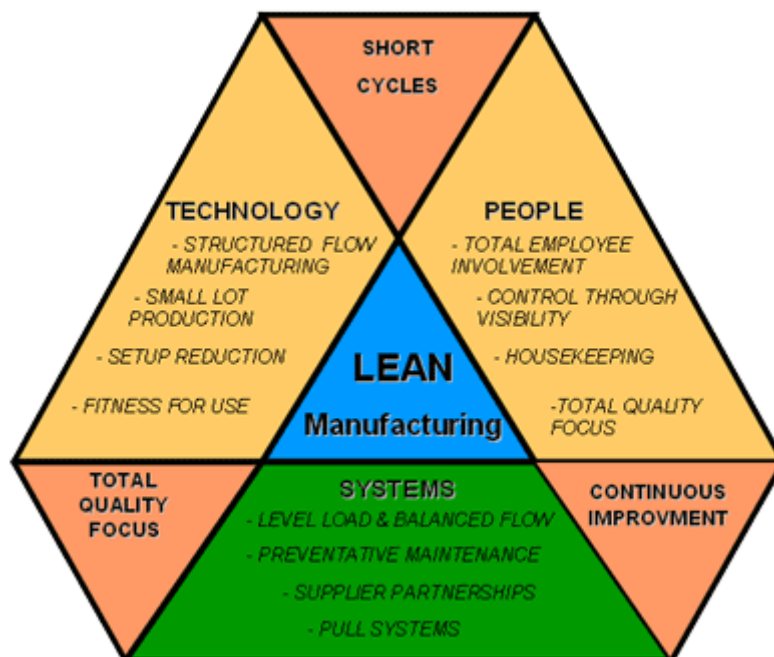 SHORT
CYCLES
TECHNOLOGY
- STRUCTURED FLOW
MANUFACTURING
- SMALL LOT
PRODUCTION
- SETUP REDUCTION
- FITNESS FOR USE
PEOPLE
- TOTAL EMPLOYEE
INVOLVEMENT
- CONTROL THROUGH
VISIBILITY
- HOUSEKEEPING
-TOTAL QUALITY
FOCUS
LEAN
Manufacturing
TOTAL
QUALITY
FOCUS
SYSTEMS
- LEVEL LOAD & BALANCED FLOW
- PREVENTATIVE MAINTENANCE
- SUPPLIER PARTNERSHIPS
- PULL SYSTEMS
CONTINUOUS
IMPROVMENT